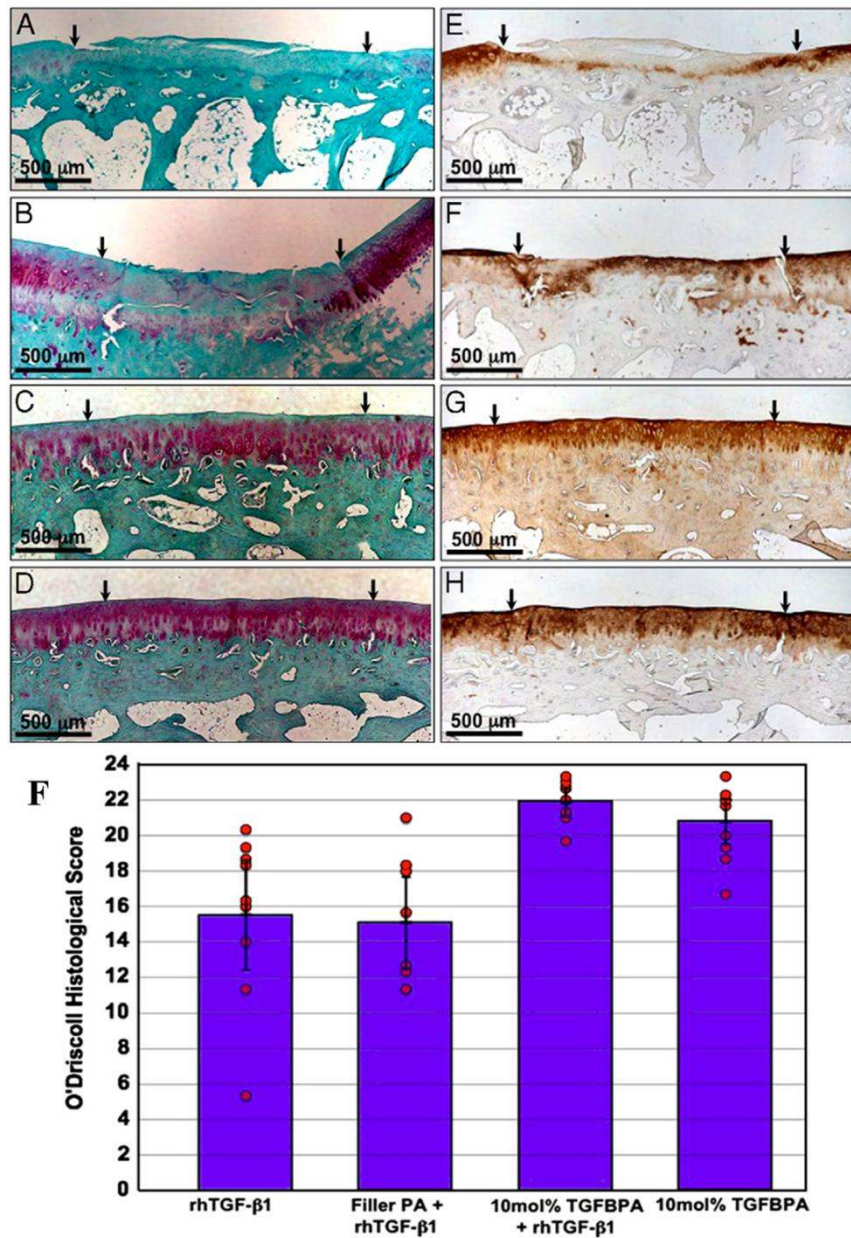 A
500 µm
E
500 µm
B
500 µm
F
500 µm
C
500 µm
G
500 µm
D
500 µm
H
500 µm
F
O'Driscoll Histological Score
24
22
20
18
16
14
12
10
8
6
4
2
0
rhTGF-β1
Filler PA +
rhTGF-β1
10mol% TGFBPA
+ rhTGF-β1
10mol% TGFBPA